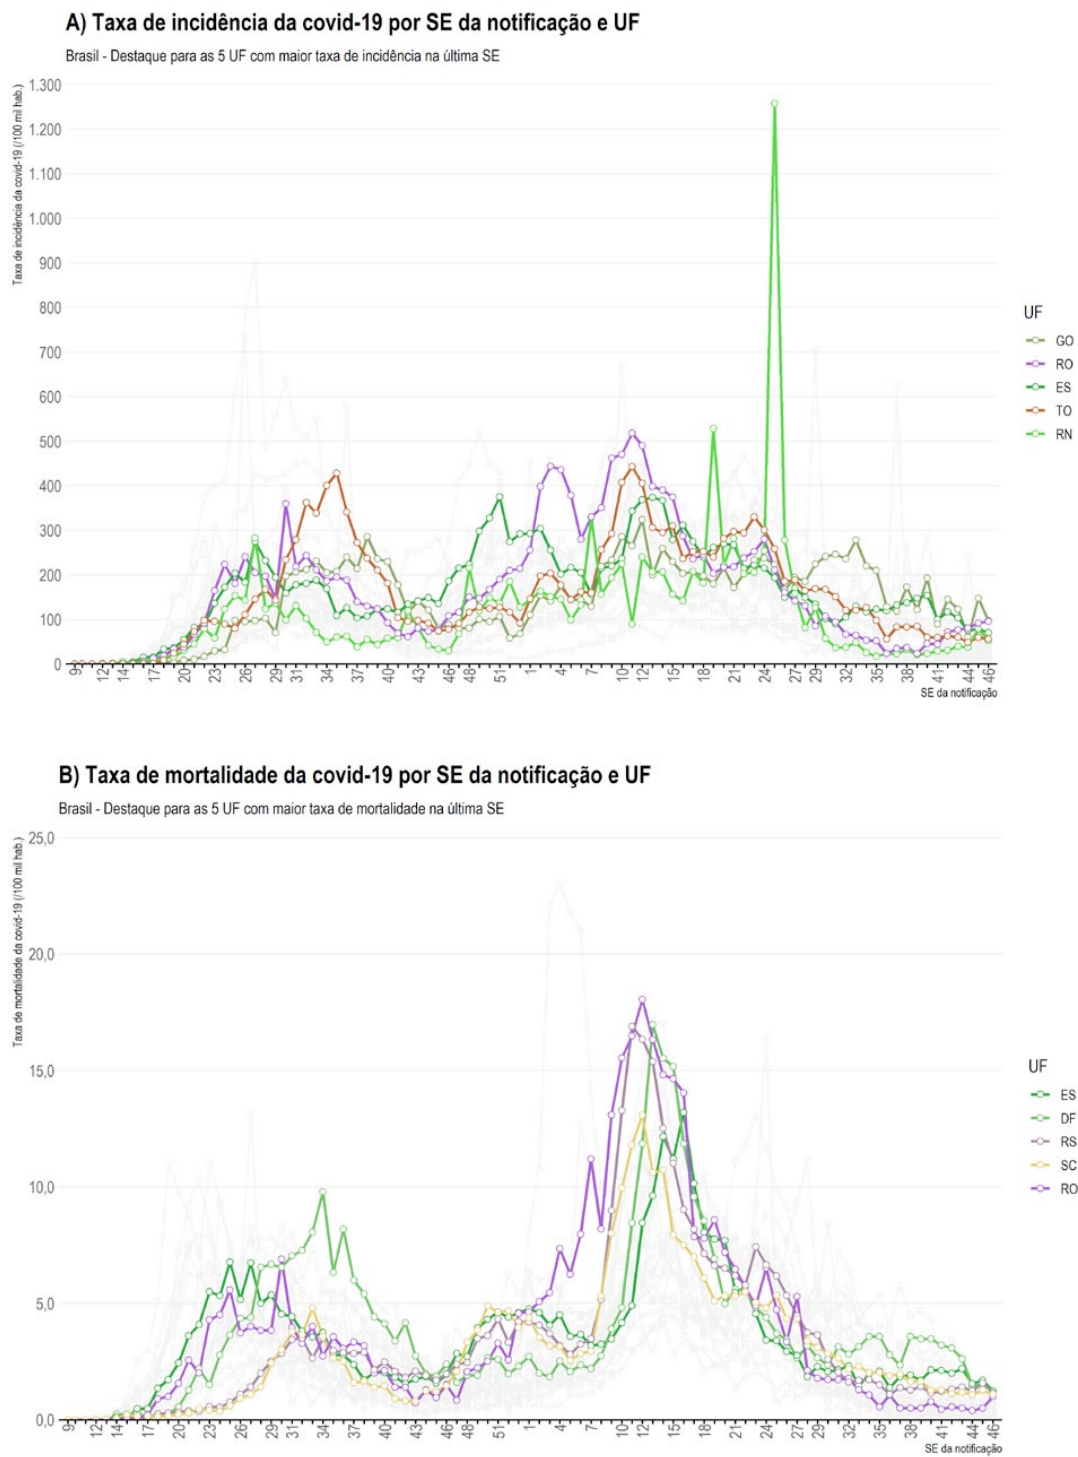 A) Taxa de incidência da covid-19 por SE da notificação e UF
Brasil - Destaque para as 5 UF com maior taxa de incidência na última SE
Taxa de incidência da covid-19 (/100 mil hab.)
1.300
1.200
1.100
1.000
900
800
700
600
500
400
300
200
100
0
9 12 14 17 20 23 26 28 30 34 37 40 43 46 48 51 1 4 7 10 12 15 18 21 24 27 29 32 35 38 41 44 46
SE da notificação
UF
GO
RO
ES
TO
RN
B) Taxa de mortalidade da covid-19 por SE da notificação e UF
Brasil - Destaque para as 5 UF com maior taxa de mortalidade na última SE
Taxa de mortalidade da covid-19 (/100 mil hab.)
25,0
20,0
15,0
10,0
5,0
0,0
9 12 14 17 20 23 26 28 31 34 37 40 43 46 48 51 1 4 7 10 12 15 18 21 24 27 29 32 35 38 41 44 46
SE da notificação
UF
ES
DF
RS
SC
RO